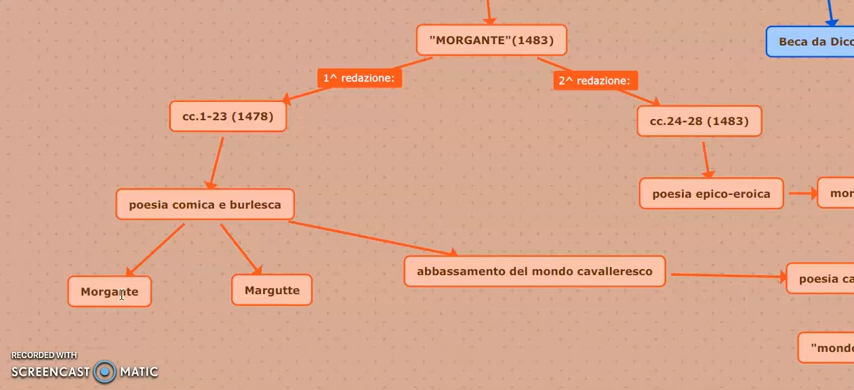 "MORGANTE"(1483)
Beca da
1^ redazione:
2^ redazione:
cc.1-23 (1478)
cc.24-28 (1483)
poesia epico-eroica
poesia comica e burlesca
abbassamento del mondo cavalleresco
poesia
Morgante
Margutte
RECORDED WITH
SCREENCAST MATIC